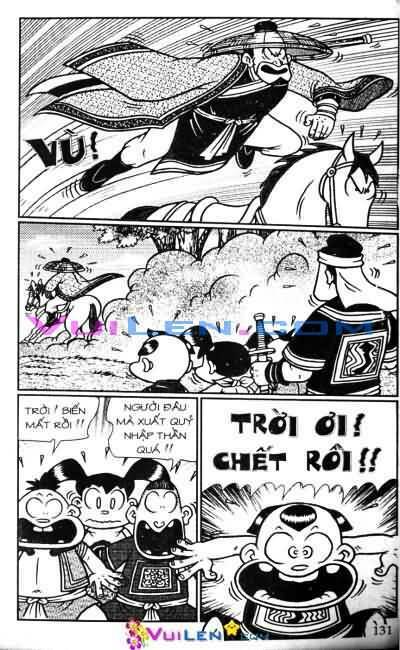 VÙ!
VUILEN.COM
TRỜI! BIẾN
MẤT RỒI!!
NGƯỜI ĐÂU
MÀ XUẤT QUỶ
NHẬP THẦN
QUÁ!!
TRỜI ƠI!
CHẾT RỒI!!
131
VUILEN.COM